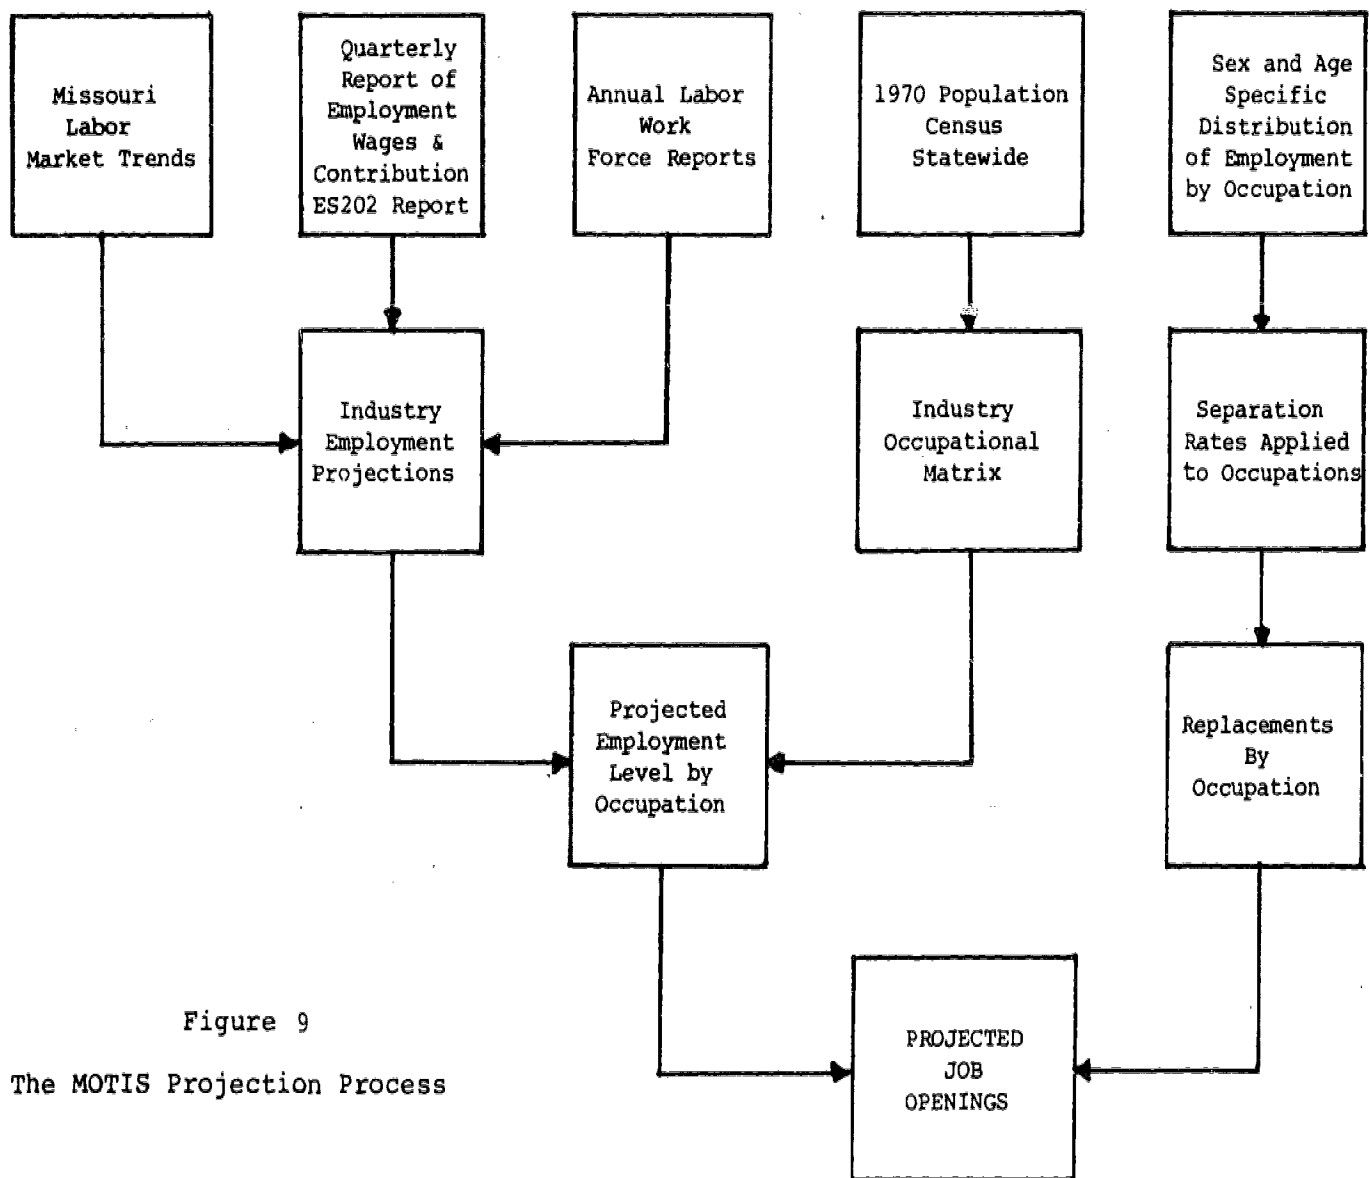 Missouri
Labor
Market Trends
Quarterly
Report of
Employment
Wages &
Contribution
ES202 Report
Annual Labor
Work
Force Reports
1970 Population
Census
Statewide
Sex and Age
Specific
Distribution
of Employment
by Occupation
Industry
Employment
Projections
Industry
Occupational
Matrix
Separation
Rates Applied
to Occupations
Projected
Employment
Level by
Occupation
Replacements
By
Occupation
PROJECTED
JOB
OPENINGS
Figure 9
The MOTIS Projection Process